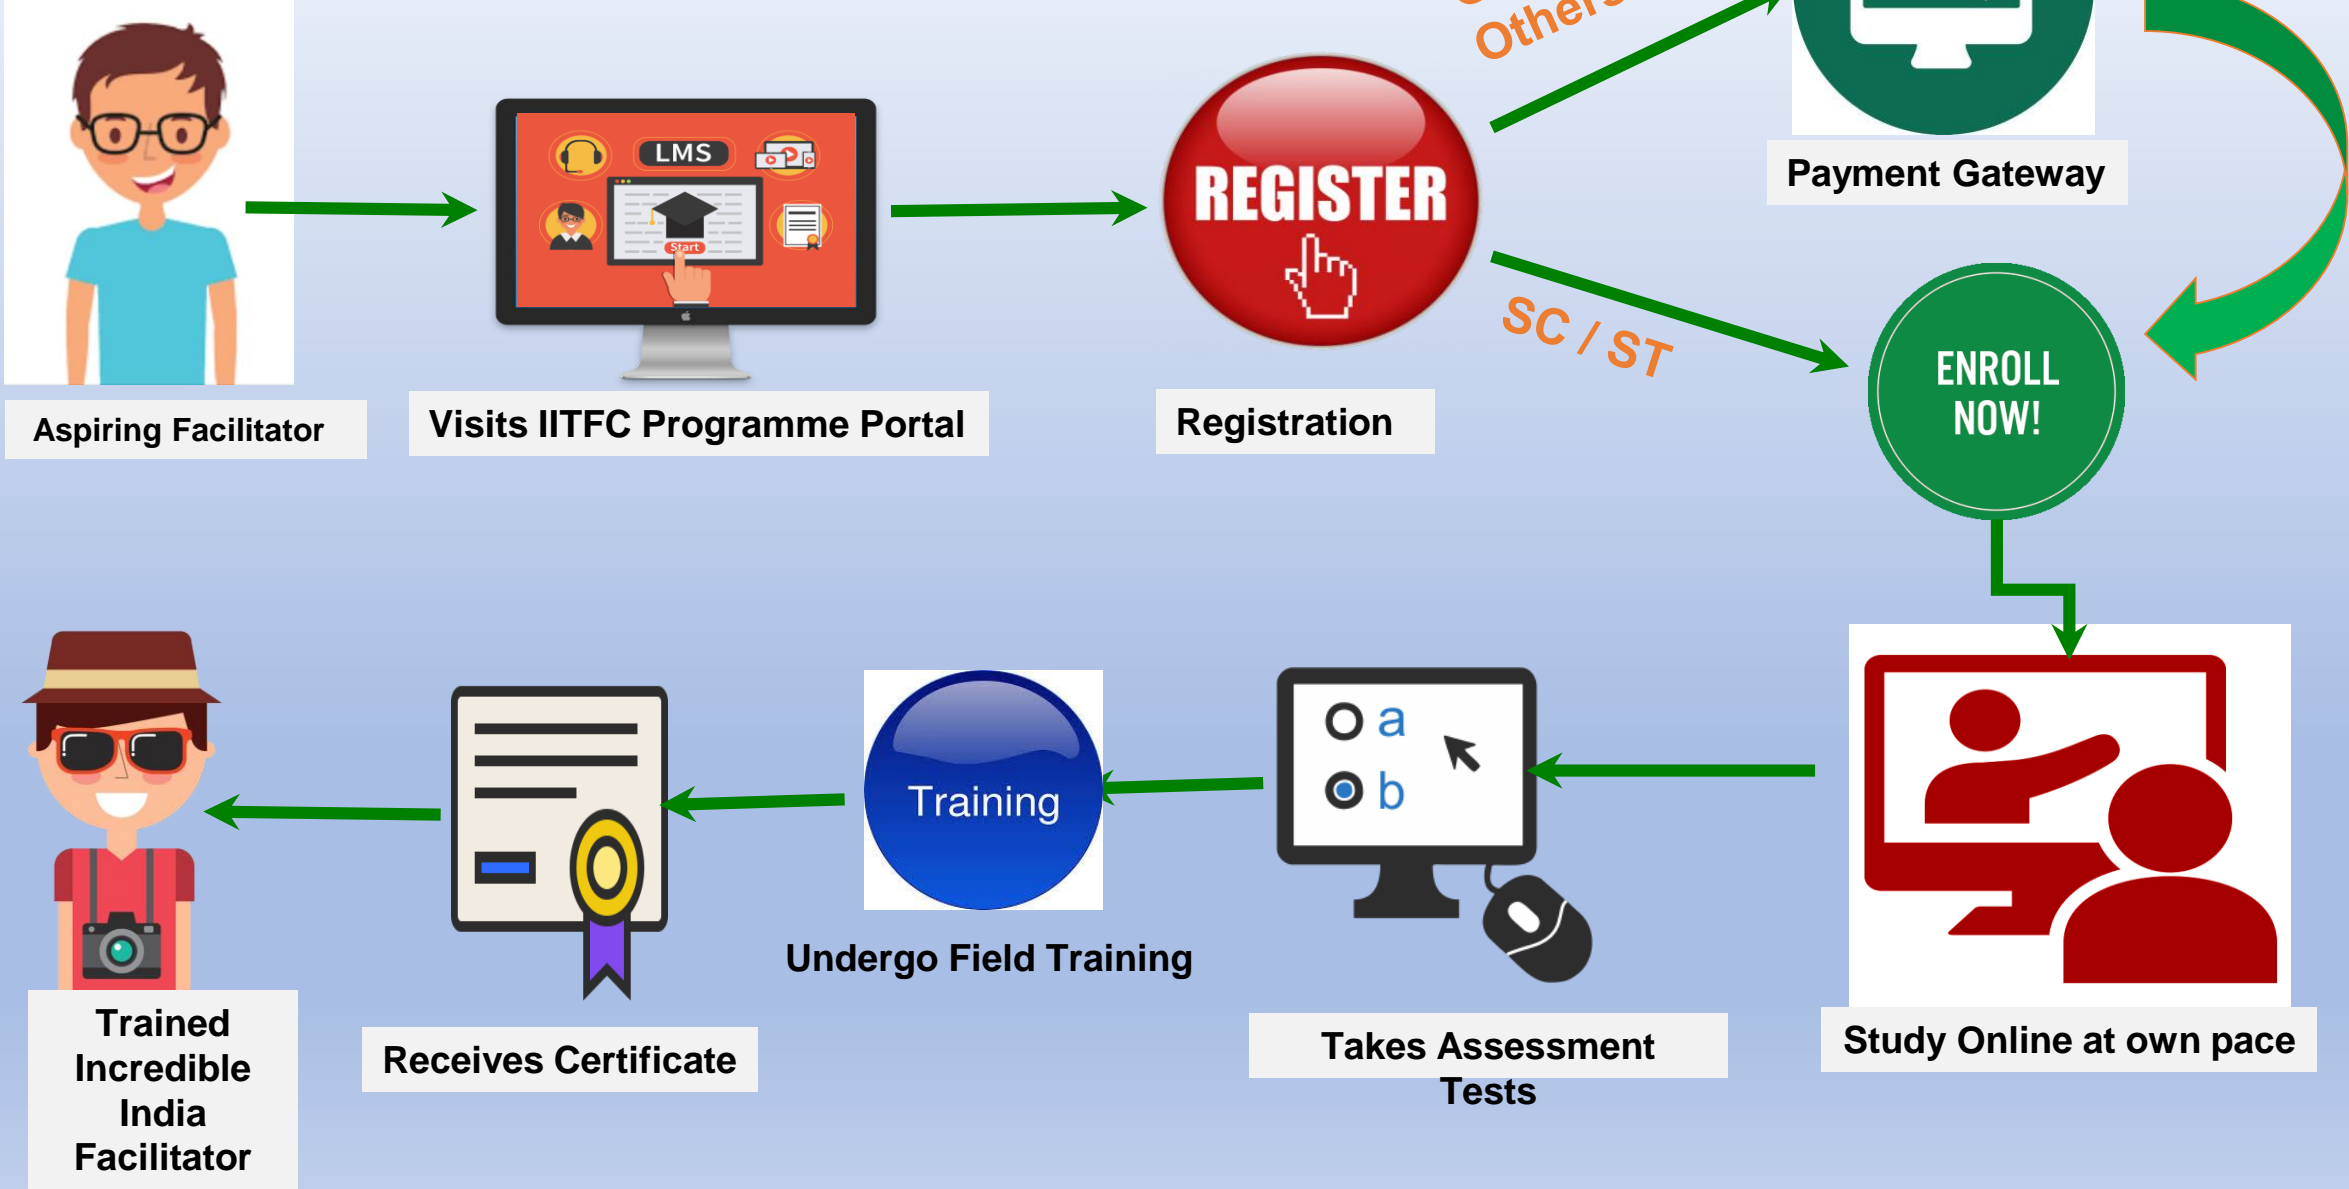 Others
LMS
Start
REGISTER
Payment Gateway
SC / ST
ENROLL
NOW!
Aspiring Facilitator
Visits IITFC Programme Portal
Registration
a
b
Training
Undergo Field Training
Trained
Incredible
India
Facilitator
Receives Certificate
Takes Assessment
Tests
Study Online at own pace